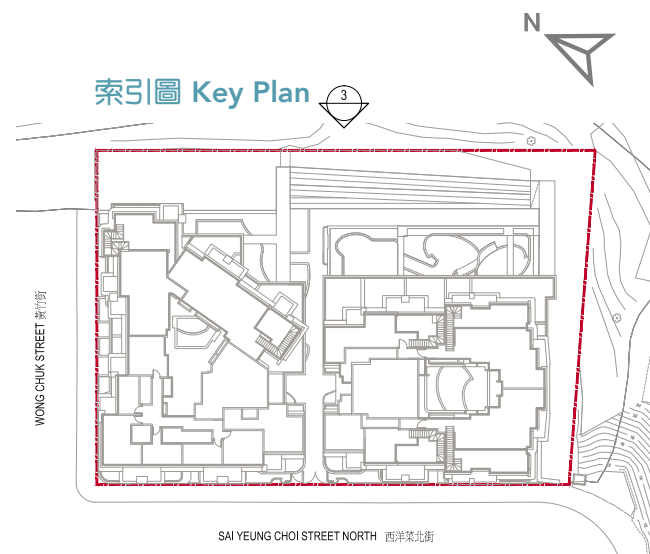 N
索引圖 Key Plan
3
WONG CHUK STREET 黃竹街
SAI YEUNG CHOI STREET NORTH 西洋菜北街